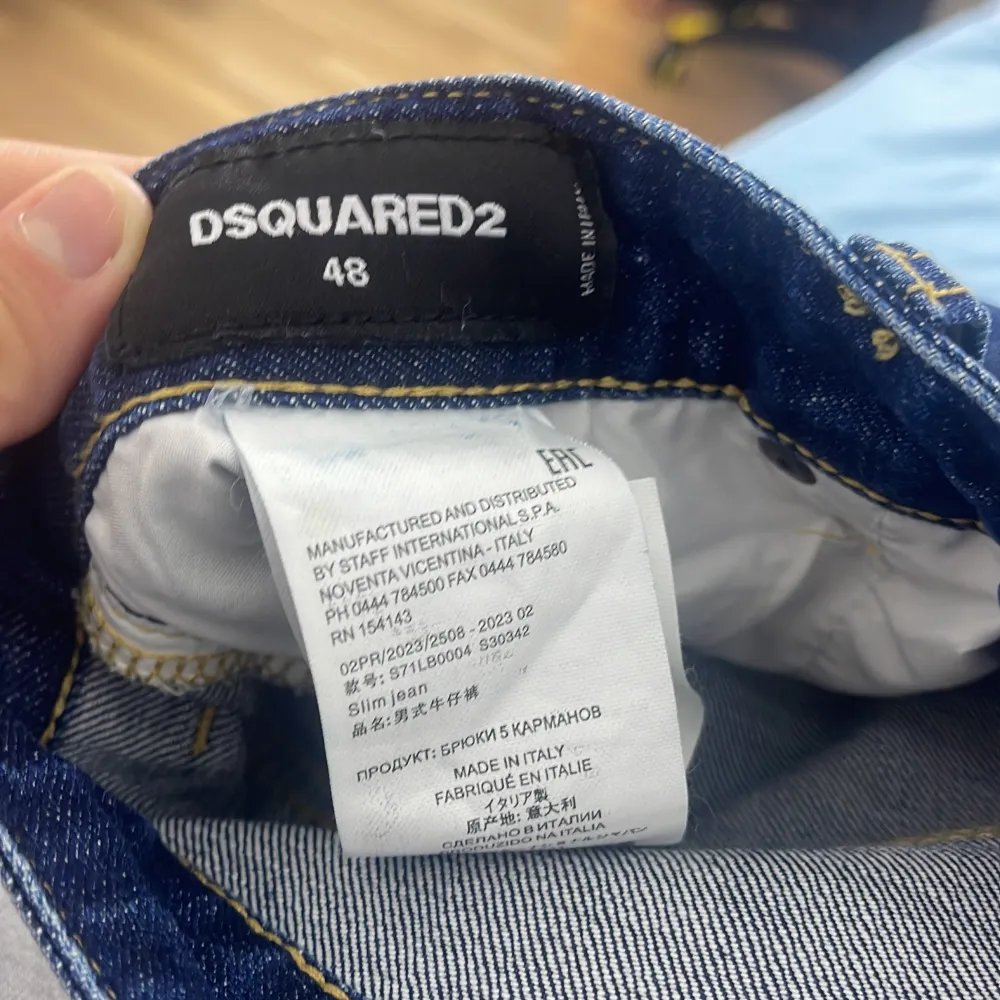 DSQUARED2
48
MADE IN
EAC
MANUFACTURED AND DISTRIBUTED
BY STAFF INTERNATIONAL S.P.A.
NOVENTA VICENTINA - ITALY
PH 0444 784500 FAX 0444 784580
RN 154143
02PR/2023/2508 - 2023 02
款号: S71LB0004 S30342
Slim jean
品名: 男式牛仔裤
ПРОДУКТ: БРЮКИ 5 КАРМАНОВ
MADE IN ITALY
FABRIQUÉ EN ITALIE
イタリア製
原产地: 意大利
СДЕЛАНО В ИТАЛИИ
PRODUZIDO NA ITALIA